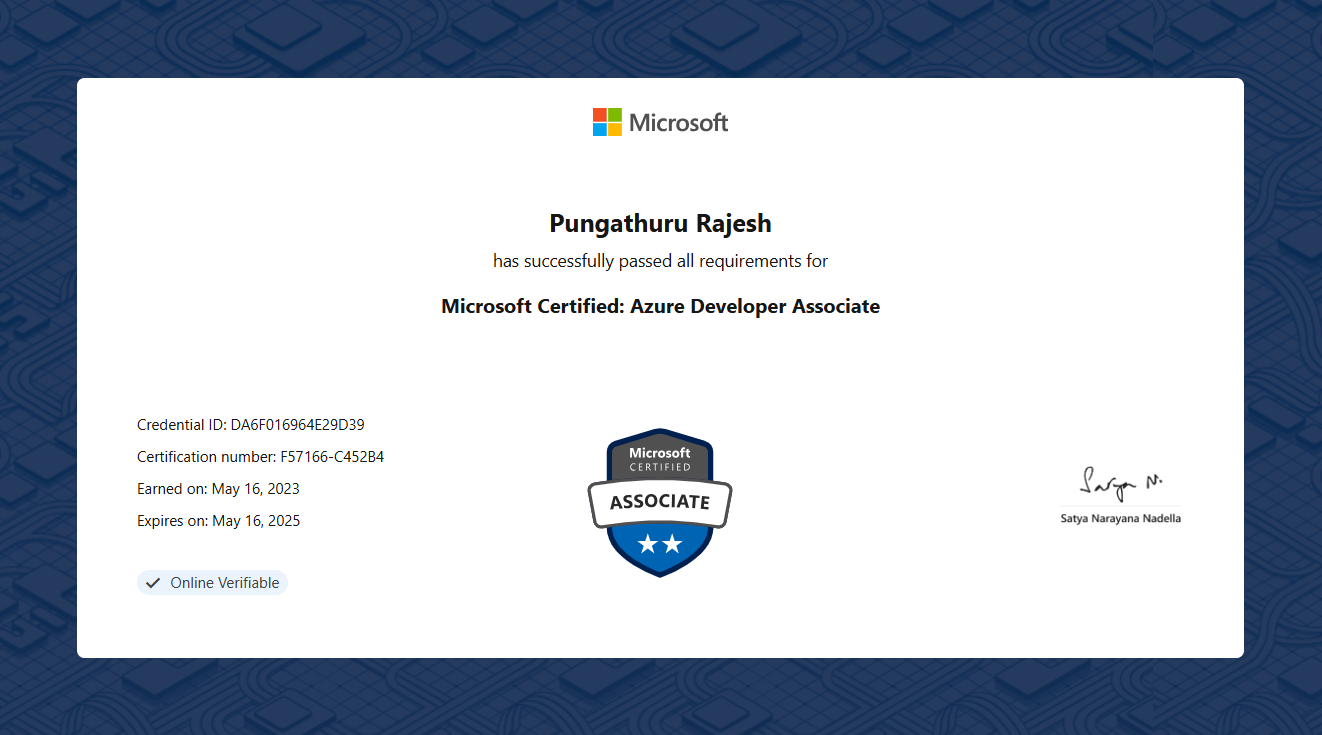 Microsoft
Pungathuru Rajesh
has successfully passed all requirements for
Microsoft Certified: Azure Developer Associate
Credential ID: DA6F016964E29D39
Certification number: F57166-C452B4
Earned on: May 16, 2023
Expires on: May 16, 2025
Online Verifiable
Microsoft
CERTIFIED
ASSOCIATE
Satya N.
Satya Narayana Nadella